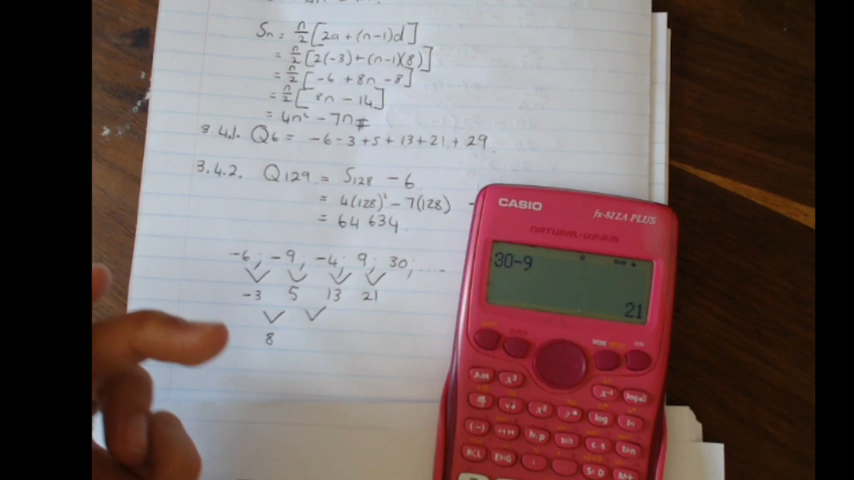 Sn = n/2 [2a + (n-1)d]
= n/2 [2(-3) + (n-1)(8)]
= n/2 [-6 + 8n - 8]
= n/2 [8n - 14]
= 4n² - 7n #
3.4.1. Q6 = -6 - 3 + 5 + 13 + 21 + 29
3.4.2. Q129 = S128 - 6
= 4(128)² - 7(128) -
= 64 634
-6; -9; -4; 9; 30; ....
-3 5 13 21
8
CASIO
fx-82ZA PLUS
NATURAL-V.P.A.M.
30-9
21